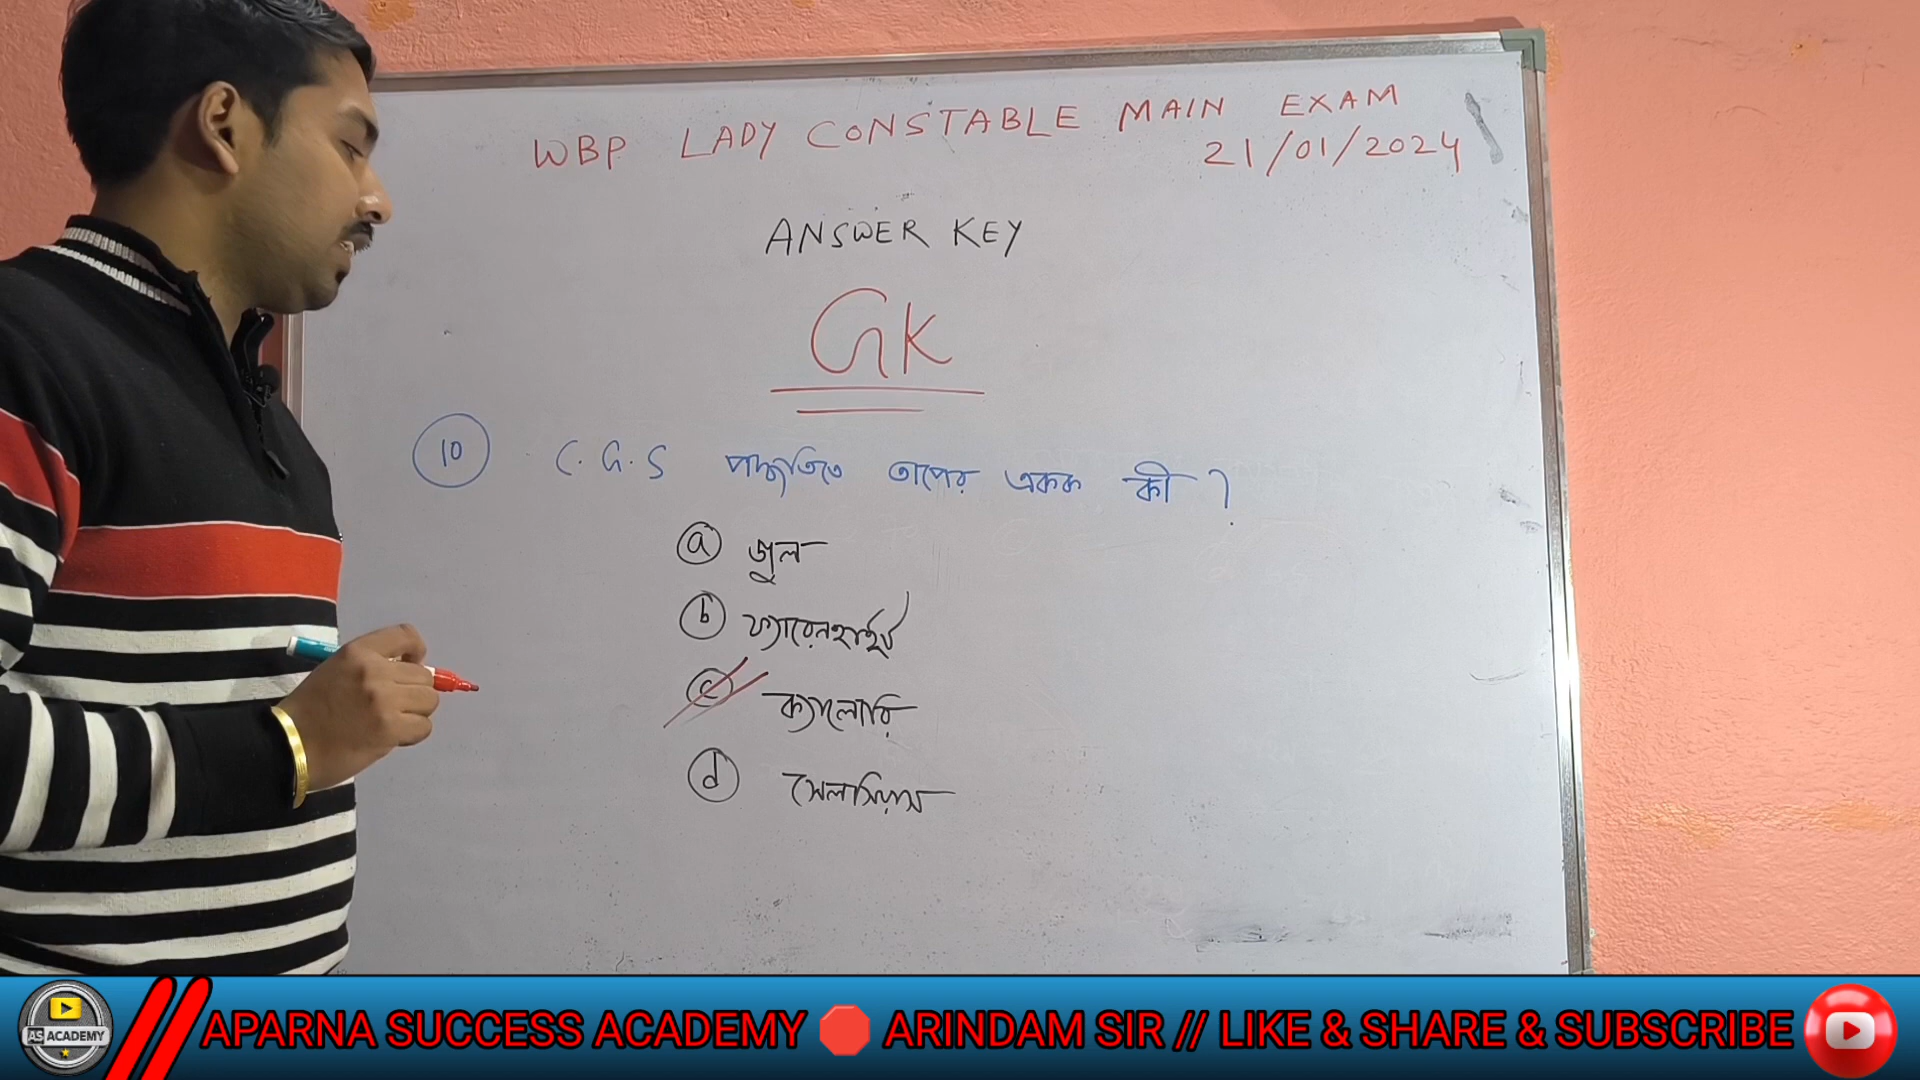 WBP LADY CONSTABLE MAIN EXAM
21/01/2024
ANSWER KEY
GK
10 C.G.S পদ্ধতিতে তাপের একক কী ?
a জুল
b ফ্যারেনহাইট
c ক্যালোরি
d সেলসিয়াস
AS ACADEMY // APARNA SUCCESS ACADEMY 🛑 ARINDAM SIR // LIKE & SHARE & SUBSCRIBE